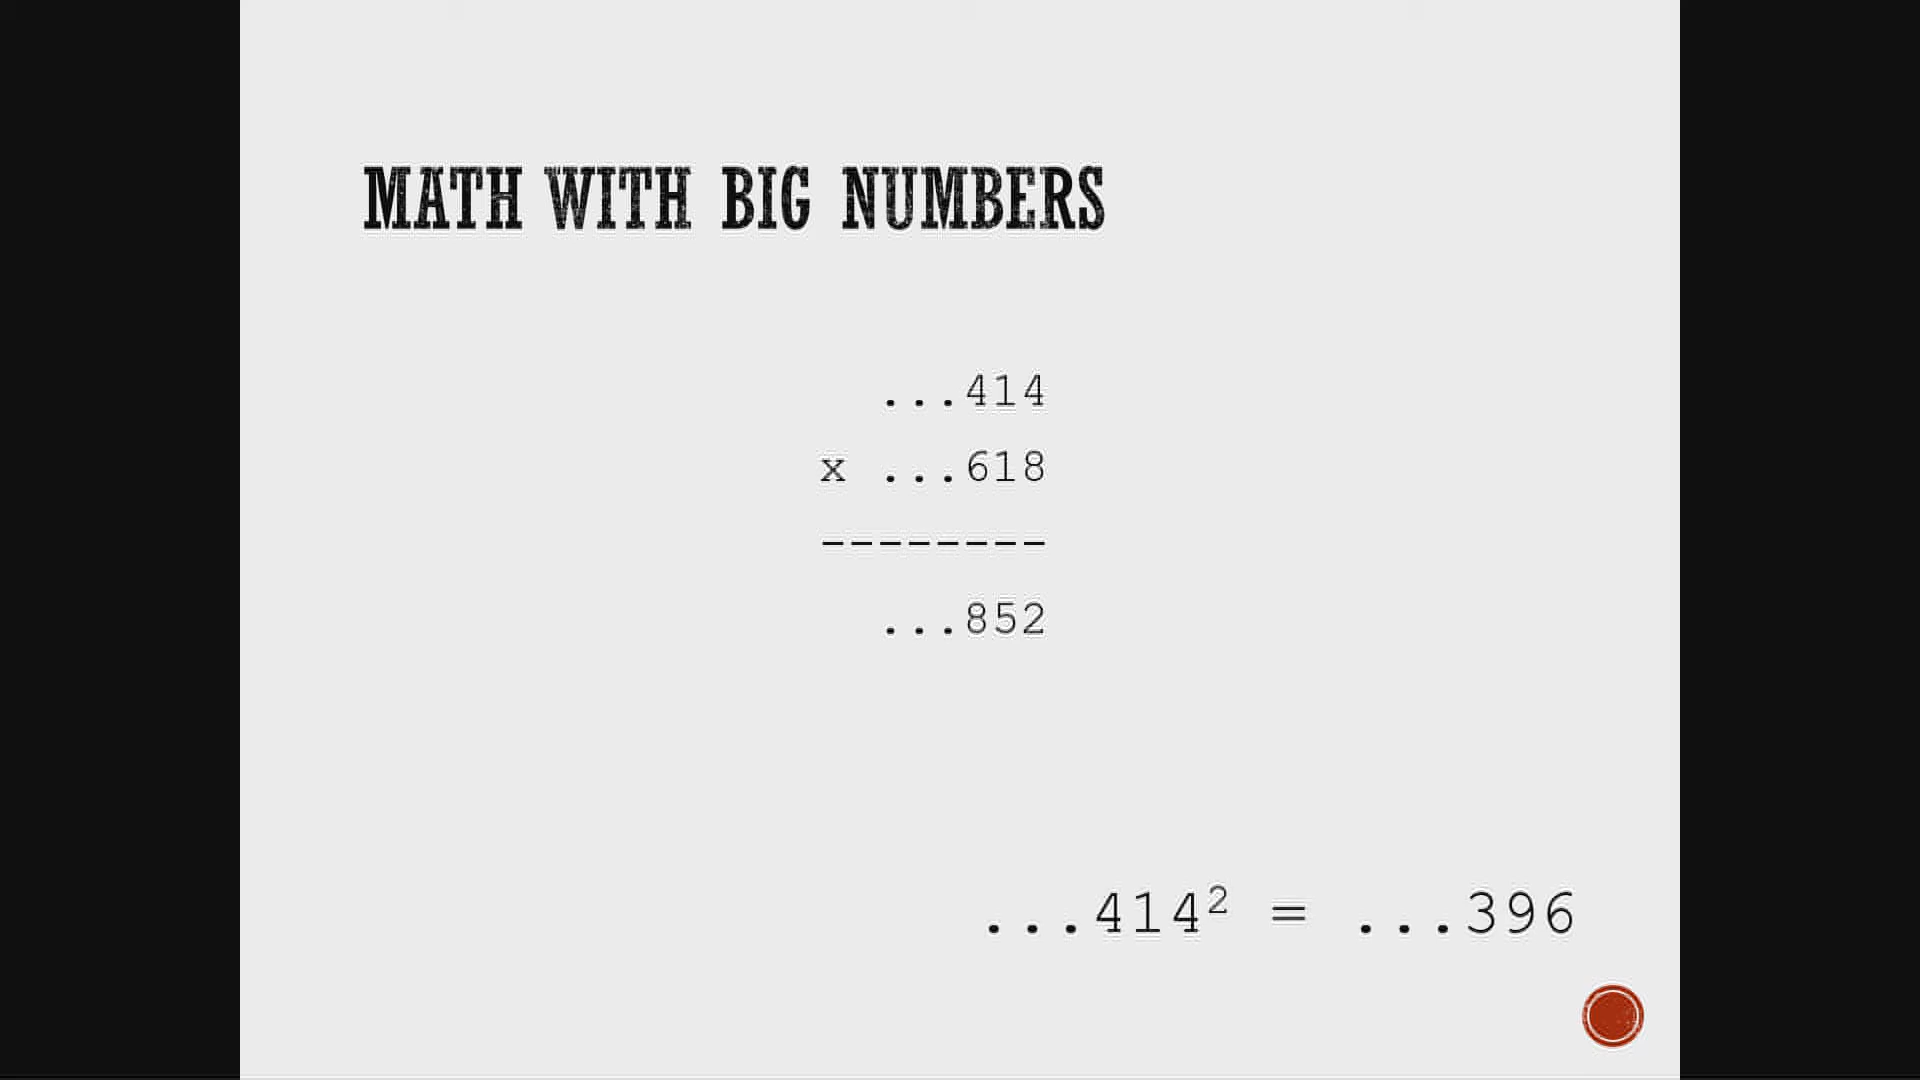 MATH WITH BIG NUMBERS
...414
x ...618
--------
...852
...414² = ...396